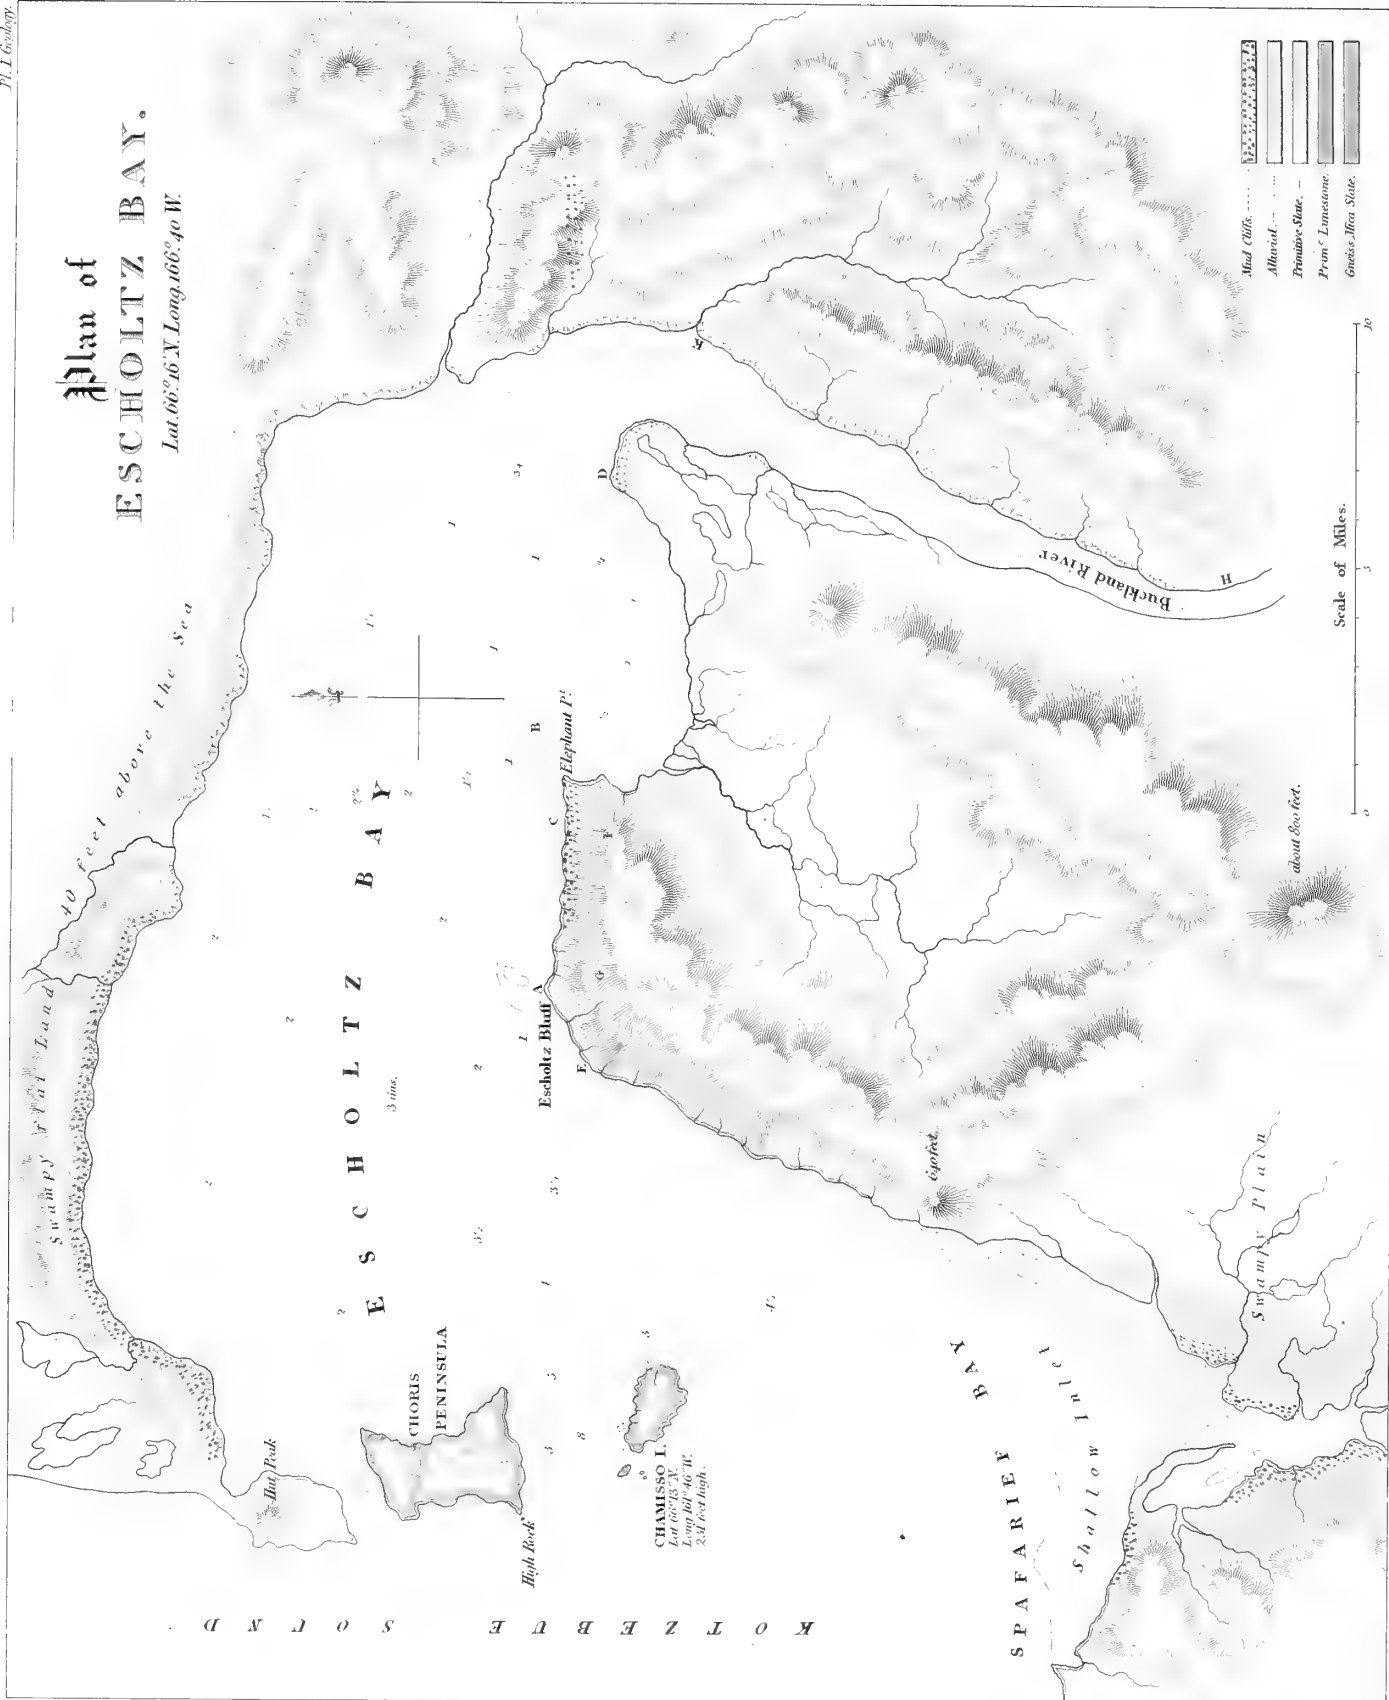 Pl. I. Geology.
Plan of
ESCHOLTZ BAY.
Lat. 66.° 16' N. Long. 166.° 40 W.
40 feet above the Sea
Swampy Flat Land
ESCHOLTZ BAY
3 fms.
Hut Peak
CHORIS
PENINSULA
High Rock
CHAMISSO I.
Lat 66° 13' N.
Long 161° 46' W.
231 feet high.
KOTZEBUE SOUND
Escholtz Bluff A
B
C
D
E
F
G
H
K
Elephant Pt.
Buckland River
640 feet.
about 800 feet.
SPAFARIEF BAY
Shallow Inlet
Swampy Plain
Mud Cliffs
Alluvial
Primitive Slate.
Prim.e Limestone.
Gneiss Mica Slate.
Scale of Miles.
0 5 10